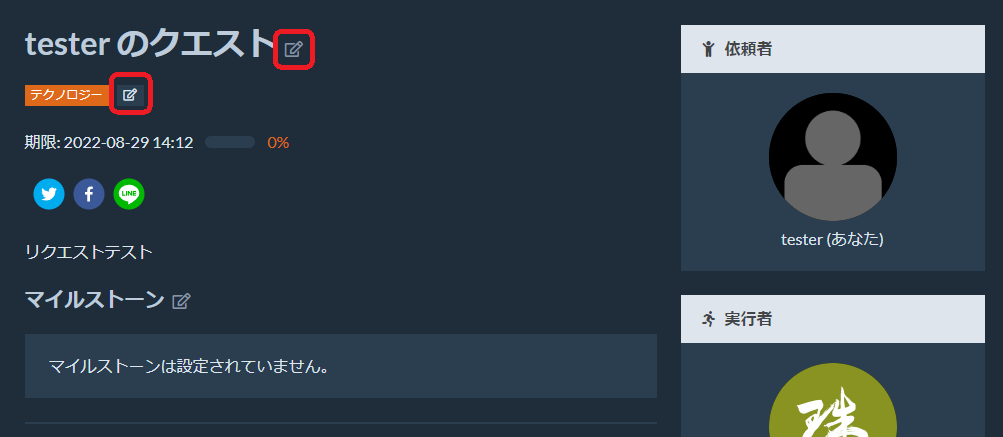 tester のクエスト
テクノロジー
期限: 2022-08-29 14:12 0%
LINE
リクエストテスト
マイルストーン
マイルストーンは設定されていません。
依頼者
tester (あなた)
実行者
珠